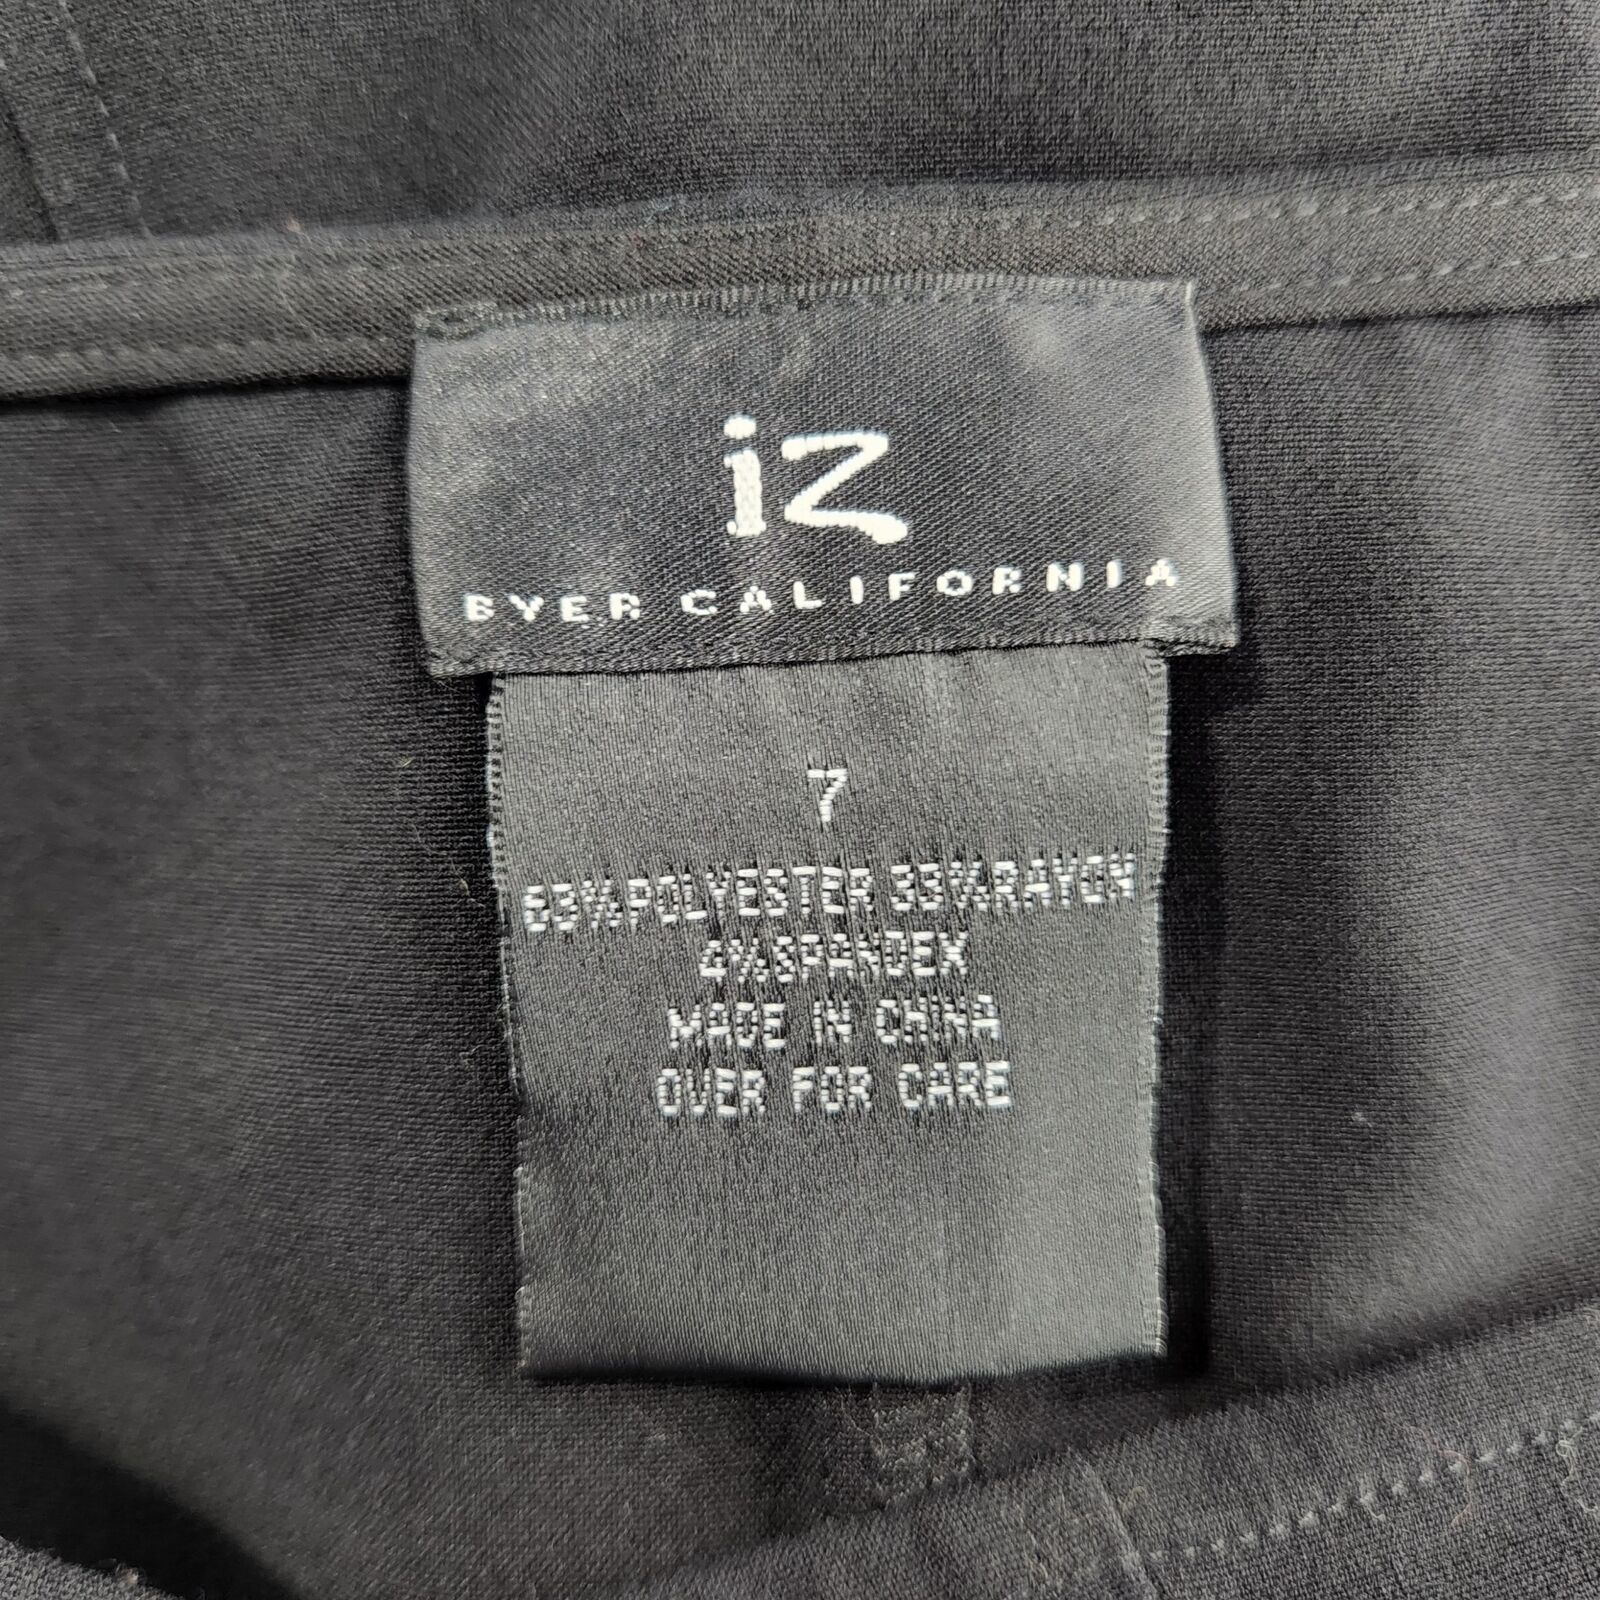 iz
BYER CALIFORNIA
7
63%POLYESTER 33%RAYON
4%SPANDEX
MADE IN CHINA
OVER FOR CARE